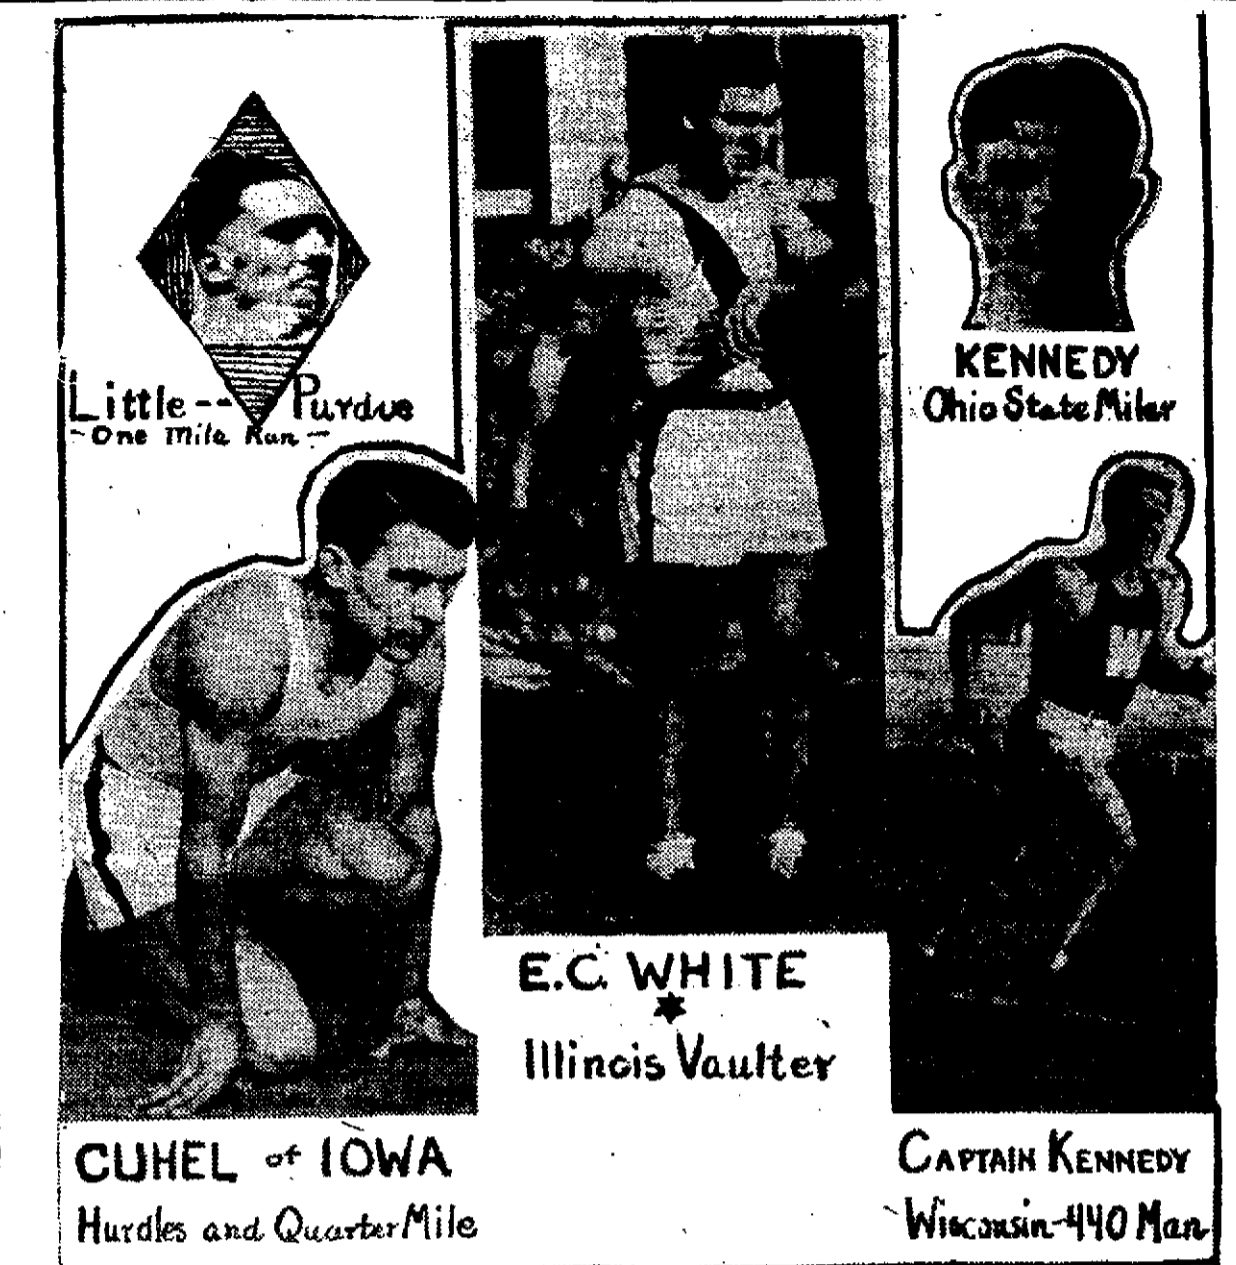 Little -- Purdue
- One Mile Run -
KENNEDY
Ohio State Miler
E.C. WHITE
Illinois Vaulter
CUHEL of IOWA
Hurdles and Quarter Mile
CAPTAIN KENNEDY
Wisconsin-440 Man
W